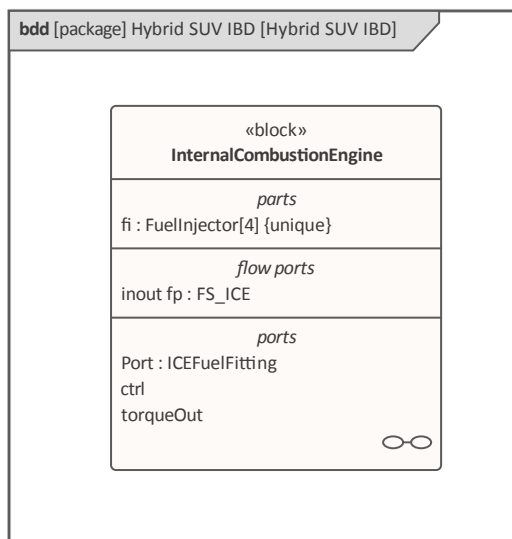 bdd [package] Hybrid SUV IBD [Hybrid SUV IBD]
«block»
InternalCombustionEngine
parts
fi : FuelInjector[4] {unique}
flow ports
inout fp : FS_ICE
ports
Port : ICEFuelFitting
ctrl
torqueOut